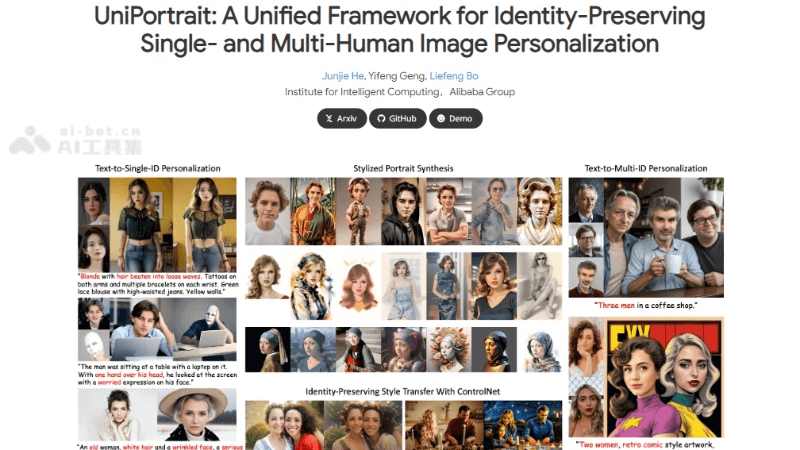 UniPortrait: A Unified Framework for Identity-Preserving
Single- and Multi-Human Image Personalization
Junjie He, Yifeng Geng, Liefeng Bo
Institute for Intelligent Computing, Alibaba Group
Arxiv
GitHub
Demo
ai-bot.cn
AI工具集
Text-to-Single-ID Personalization
"Blonde with hair beaten into loose waves. Tattoos on
both arms and multiple bracelets on each wrist. Green
lace blouse with high-waisted jeans. Yellow walls."
"The man was sitting at a table with a laptop on it.
With one hand over his head, he looked at the screen
with a worried expression on his face."
"An old woman, white hair and a wrinkled face, a serious
Stylized Portrait Synthesis
Identity-Preserving Style Transfer With ControlNet
Text-to-Multi-ID Personalization
"Three men in a coffee shop."
"Two women, retro comic style artwork,